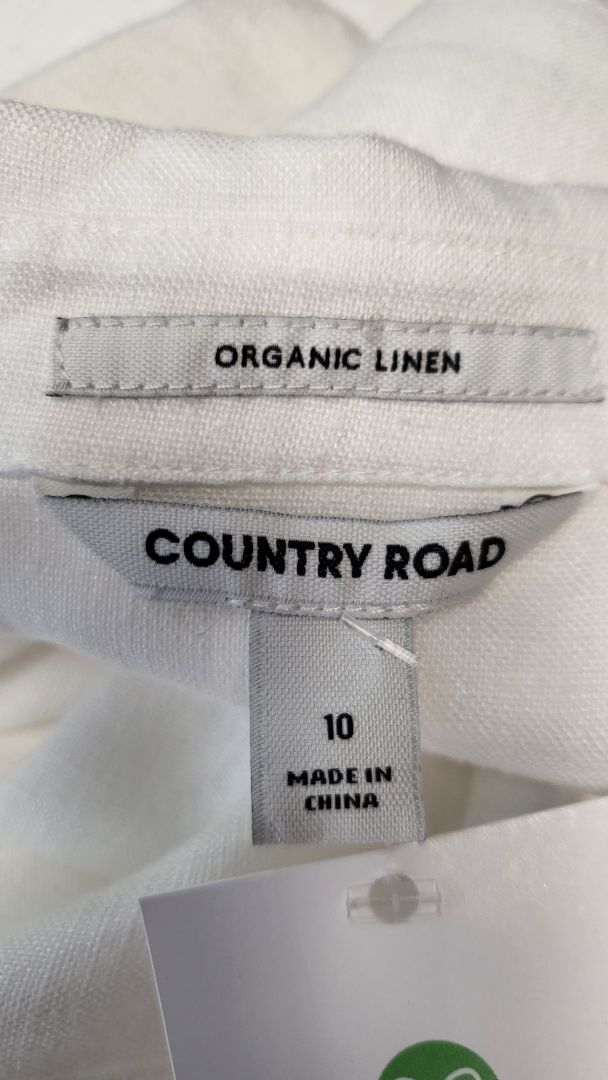 ORGANIC LINEN
COUNTRY ROAD
10
MADE IN
CHINA